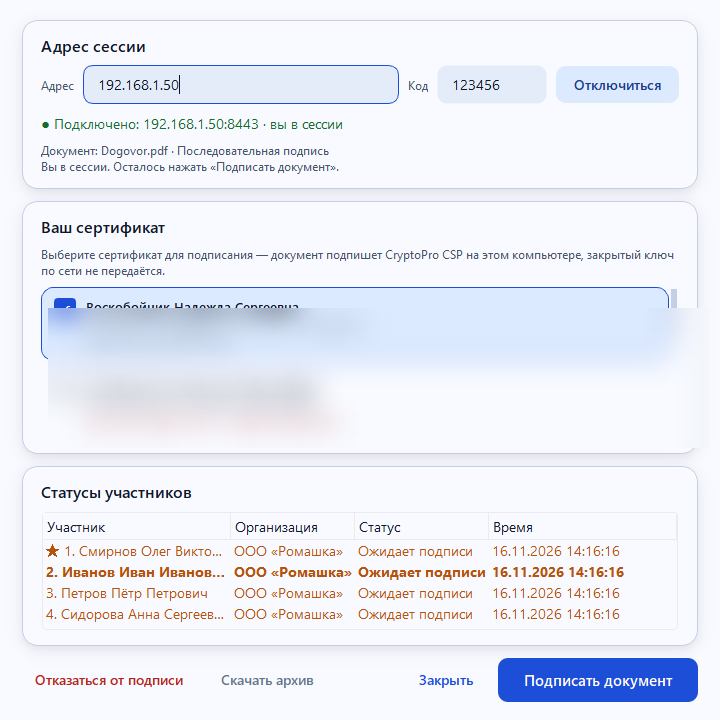 Адрес сессии
Адрес 192.168.1.50 Код 123456 Отключиться
● Подключено: 192.168.1.50:8443 · вы в сессии
Документ: Dogovor.pdf · Последовательная подпись
Вы в сессии. Осталось нажать «Подписать документ».
Ваш сертификат
Выберите сертификат для подписания — документ подпишет CryptoPro CSP на этом компьютере, закрытый ключ
по сети не передаётся.
Воскобойник Надежда Сергеевна
Статусы участников
Участник Организация Статус Время
★ 1. Смирнов Олег Викто... ООО «Ромашка» Ожидает подписи 16.11.2026 14:16:16
2. Иванов Иван Иванов... ООО «Ромашка» Ожидает подписи 16.11.2026 14:16:16
3. Петров Пётр Петрович ООО «Ромашка» Ожидает подписи 16.11.2026 14:16:16
4. Сидорова Анна Сергеев... ООО «Ромашка» Ожидает подписи 16.11.2026 14:16:16
Отказаться от подписи Скачать архив Закрыть Подписать документ